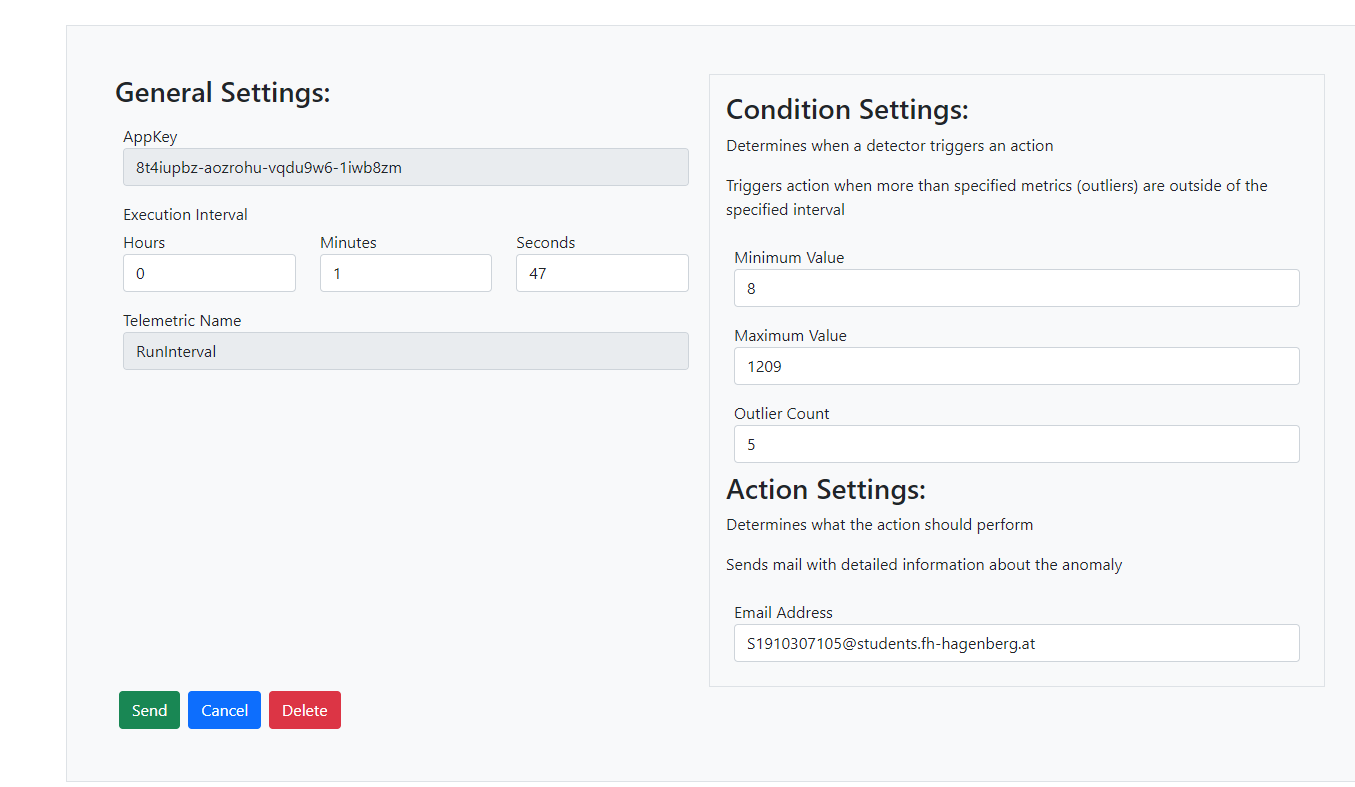 General Settings:
AppKey
8t4iupbz-aozrohu-vqdu9w6-1iwb8zm
Execution Interval
Hours
Minutes
Seconds
0
1
47
Telemetric Name
RunInterval
Condition Settings:
Determines when a detector triggers an action
Triggers action when more than specified metrics (outliers) are outside of the
specified interval
Minimum Value
8
Maximum Value
1209
Outlier Count
5
Action Settings:
Determines what the action should perform
Sends mail with detailed information about the anomaly
Email Address
S1910307105@students.fh-hagenberg.at
Send
Cancel
Delete